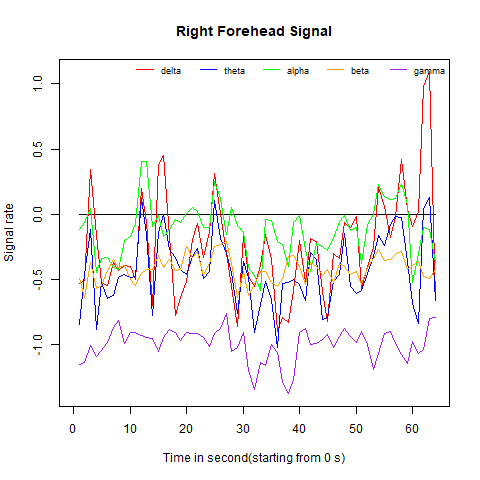 Right Forehead Signal
delta theta alpha beta gamma
1.0
0.5
0.0
-0.5
-1.0
Signal rate
0 10 20 30 40 50 60
Time in second(starting from 0 s)